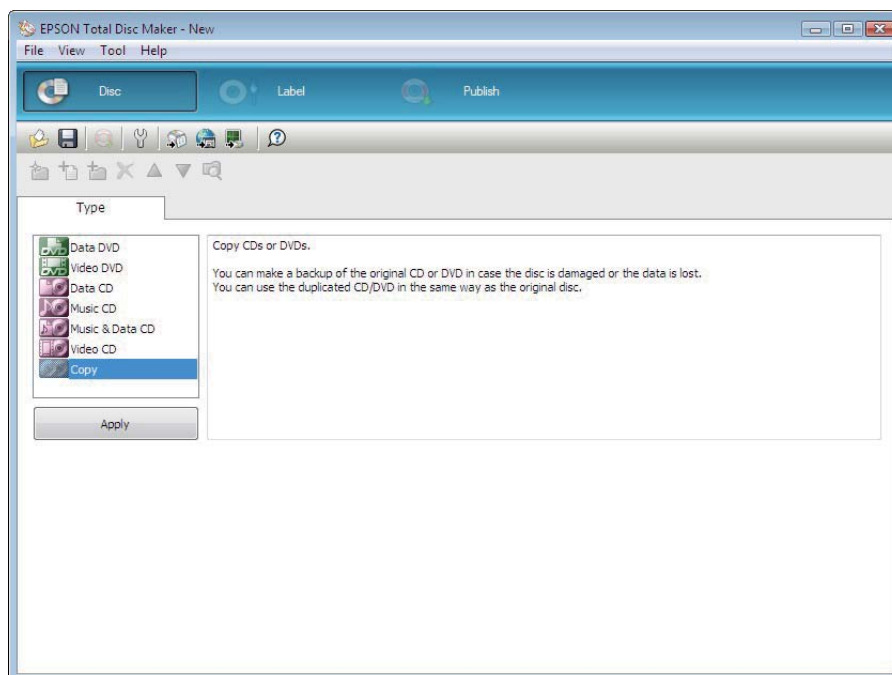 EPSON Total Disc Maker - New
File View Tool Help
Disc Label Publish
Type
Data DVD
Video DVD
Data CD
Music CD
Music & Data CD
Video CD
Copy
Apply
Copy CDs or DVDs.
You can make a backup of the original CD or DVD in case the disc is damaged or the data is lost.
You can use the duplicated CD/DVD in the same way as the original disc.